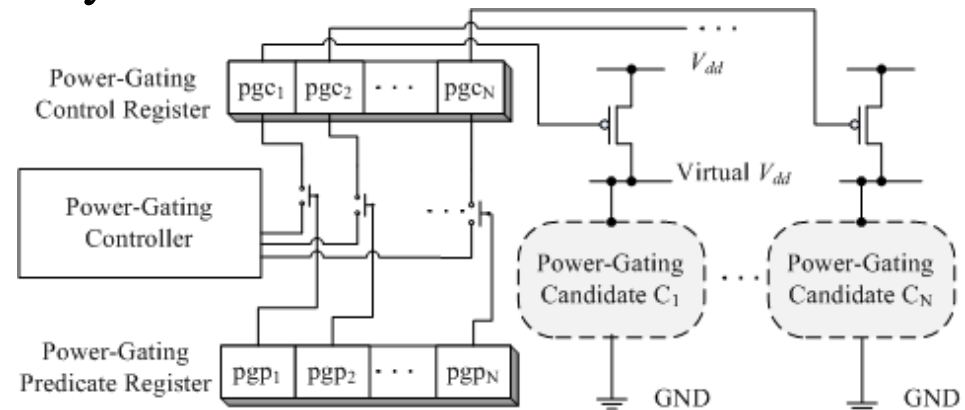 Power-Gating
Control Register
pgc1 pgc2 · · · pgcN
· · ·
Vdd
Virtual Vdd
Power-Gating
Controller
· · ·
Power-Gating
Candidate C1
· · ·
Power-Gating
Candidate CN
Power-Gating
Predicate Register
pgp1 pgp2 · · · pgpN
GND
GND